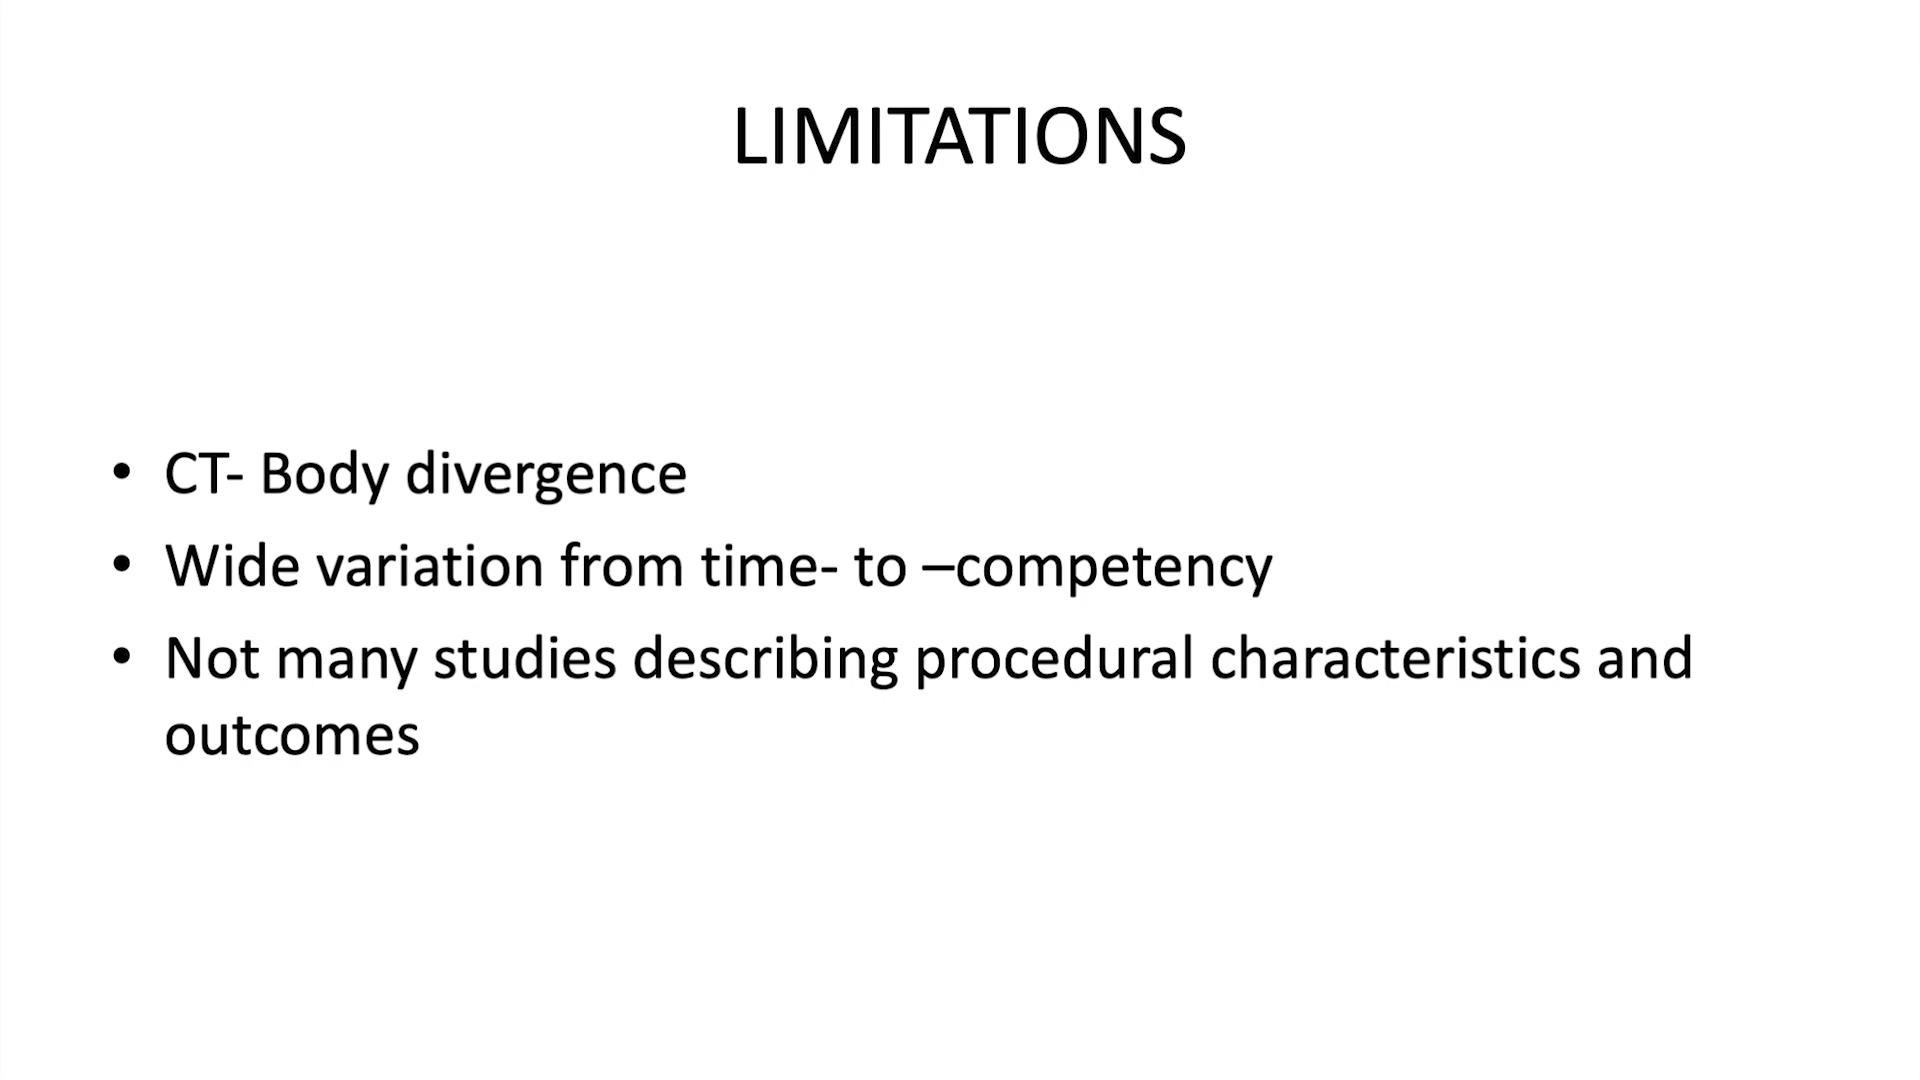 LIMITATIONS
• CT- Body divergence
• Wide variation from time- to –competency
• Not many studies describing procedural characteristics and
outcomes